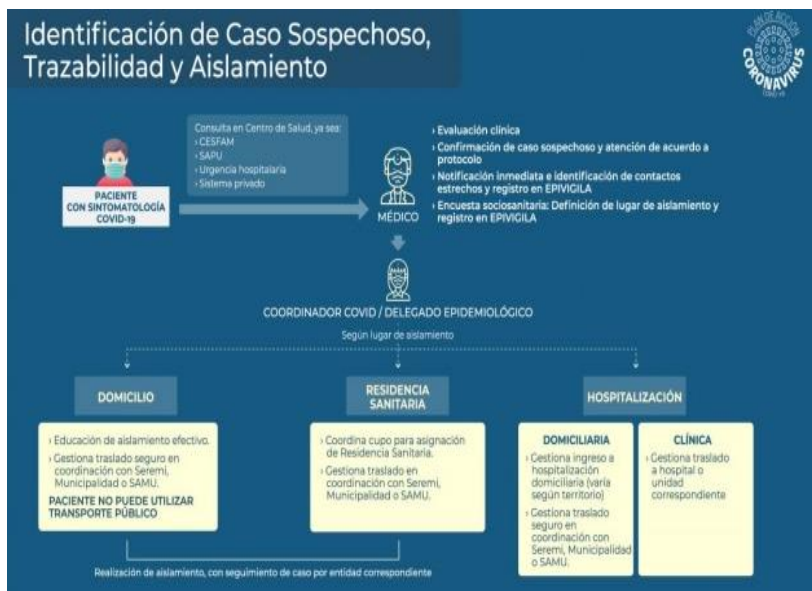 Identificación de Caso Sospechoso,
Trazabilidad y Aislamiento
PLAN DE ACCIÓN
CORONAVIRUS
Consulta en Centro de Salud, ya sea:
› CESFAM
› SAPU
› Urgencia hospitalaria
› Sistema privado
PACIENTE
CON SINTOMATOLOGÍA
COVID-19
MÉDICO
› Evaluación clínica
› Confirmación de caso sospechoso y atención de acuerdo a
protocolo
› Notificación inmediata e identificación de contactos
estrechos y registro en EPIVIGILA
› Encuesta sociosanitaria: Definición de lugar de aislamiento y
registro en EPIVIGILA
COORDINADOR COVID / DELEGADO EPIDEMIOLÓGICO
Según lugar de aislamiento
DOMICILIO
› Educación de aislamiento efectivo.
› Gestiona traslado seguro en
coordinación con Seremi,
Municipalidad o SAMU.
PACIENTE NO PUEDE UTILIZAR
TRANSPORTE PÚBLICO
RESIDENCIA
SANITARIA
› Coordina cupo para asignación
de Residencia Sanitaria.
› Gestiona traslado en
coordinación con Seremi,
Municipalidad o SAMU.
HOSPITALIZACIÓN
DOMICILIARIA
› Gestiona ingreso a
hospitalización
domiciliaria (varía
según territorio)
› Gestiona traslado
seguro en
coordinación con
Seremi, Municipalidad
o SAMU.
CLÍNICA
› Gestiona traslado
a hospital o
unidad
correspondiente
Realización de aislamiento, con seguimiento de caso por entidad correspondiente